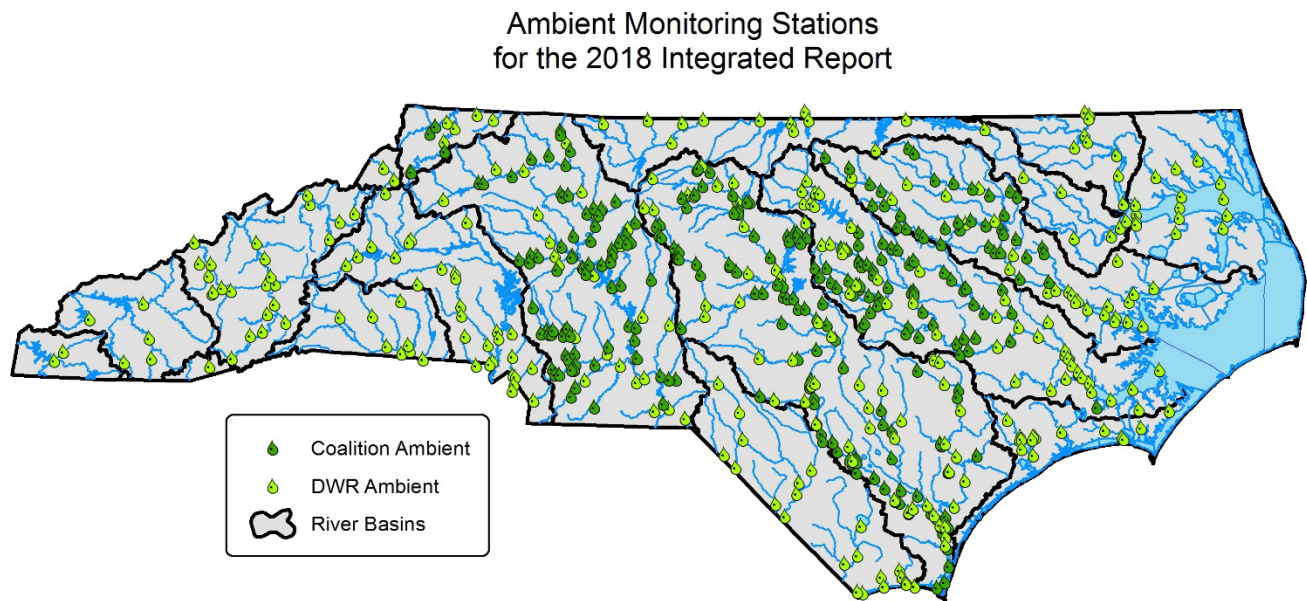 Ambient Monitoring Stations
for the 2018 Integrated Report
Coalition Ambient
DWR Ambient
River Basins